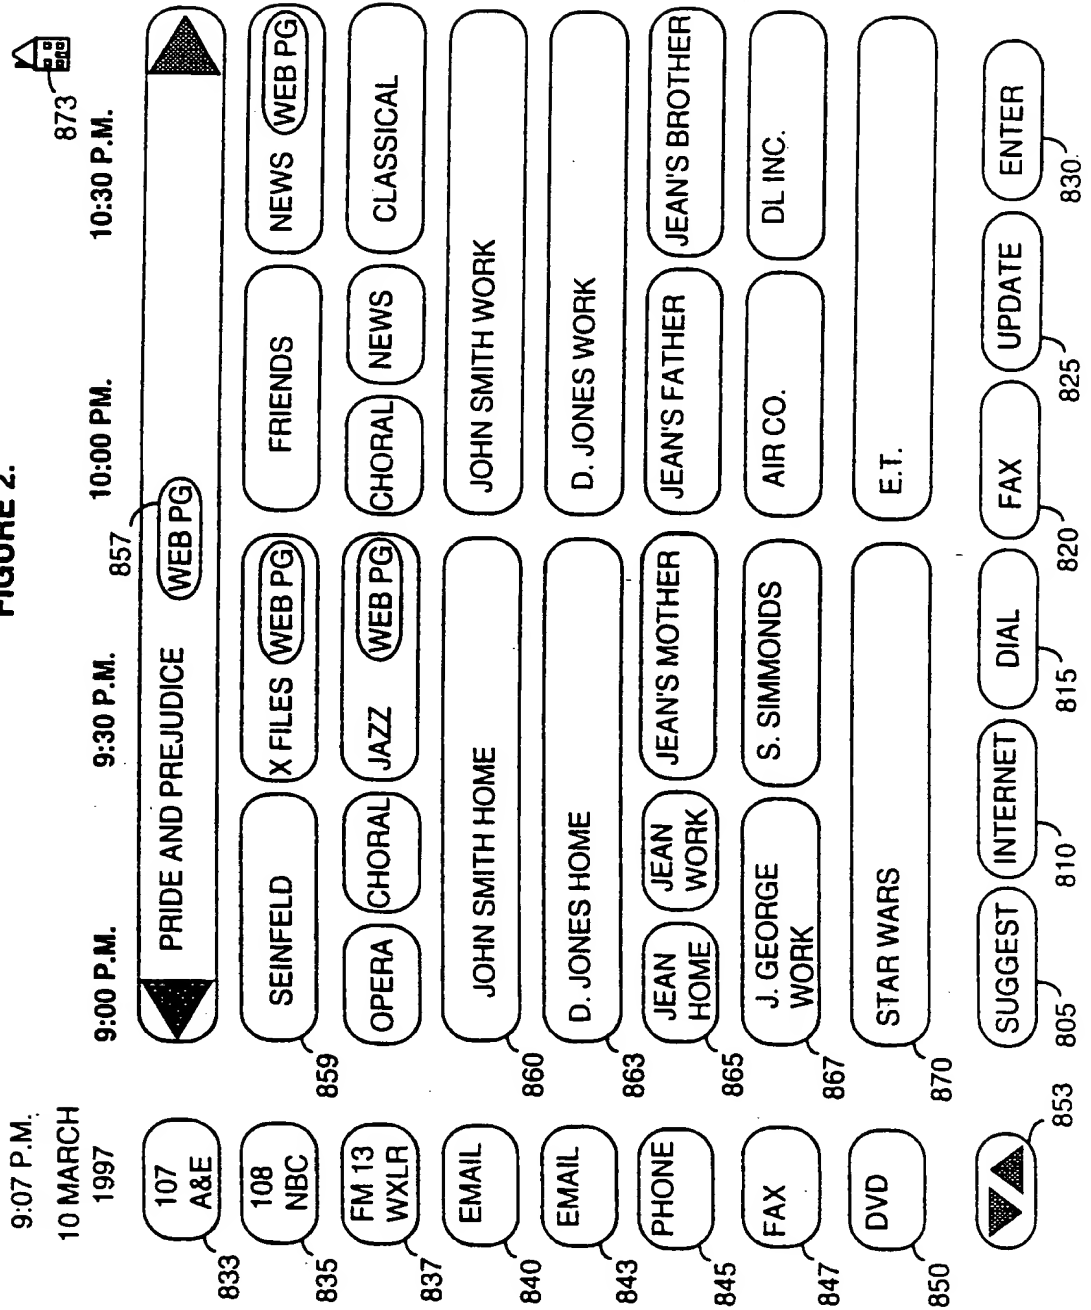 FIGURE 2.
9:07 P.M.
10 MARCH
1997
9:00 P.M.
9:30 P.M.
10:00 PM.
10:30 P.M.
873
857
107
A&E
833
PRIDE AND PREJUDICE
WEB PG
108
NBC
835
SEINFELD
859
X FILES
WEB PG
FRIENDS
NEWS
WEB PG
FM 13
WXLR
837
OPERA
CHORAL
JAZZ
WEB PG
CHORAL
NEWS
CLASSICAL
EMAIL
840
JOHN SMITH HOME
860
JOHN SMITH WORK
EMAIL
843
D. JONES HOME
863
D. JONES WORK
PHONE
845
JEAN
HOME
865
JEAN
WORK
JEAN'S MOTHER
JEAN'S FATHER
JEAN'S BROTHER
FAX
847
J. GEORGE
WORK
867
S. SIMMONDS
AIR CO.
DL INC.
DVD
850
STAR WARS
870
E.T.
853
SUGGEST
805
INTERNET
810
DIAL
815
FAX
820
UPDATE
825
ENTER
830